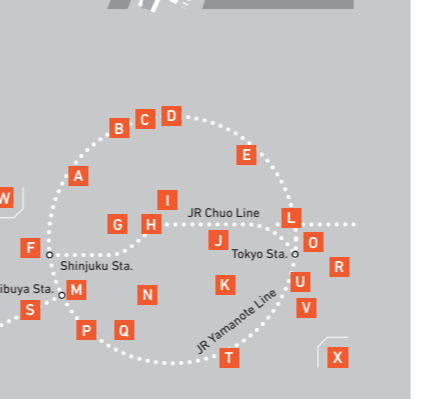 D
C
B
E
A
W
I
JR Chuo Line
L
G
H
J
O
F
Tokyo Sta.
Shinjuku Sta.
R
ibuya Sta.
M
K
U
N
S
V
JR Yamanote Line
P
Q
T
X